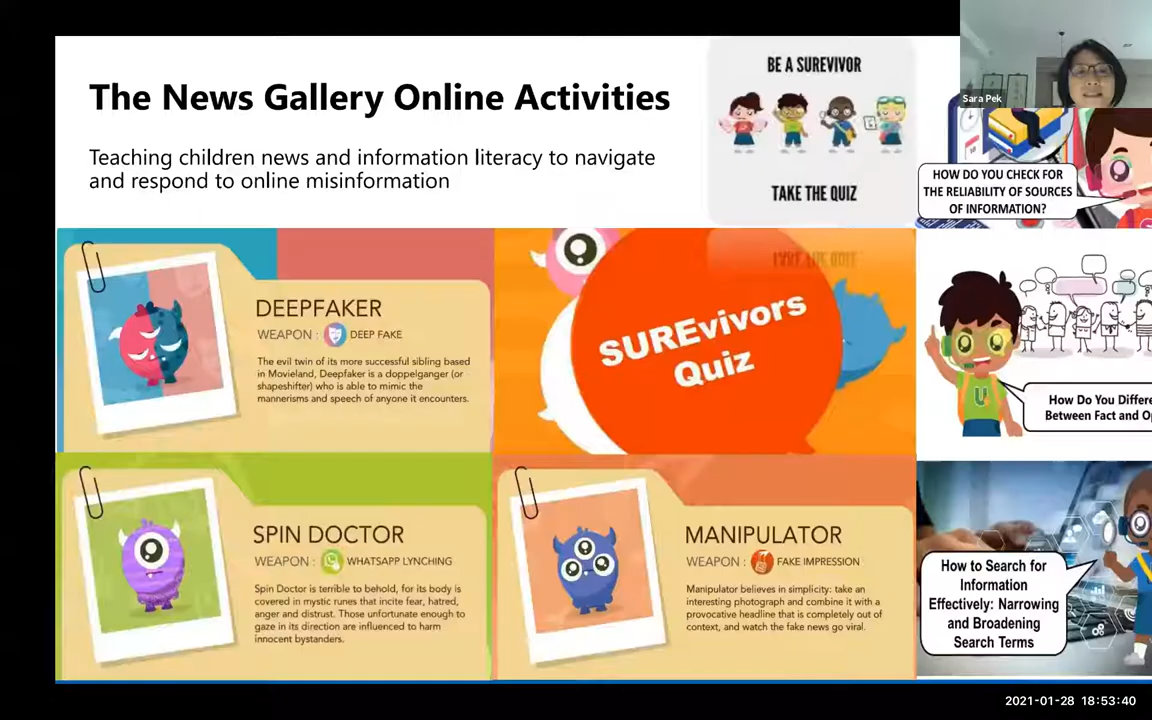 The News Gallery Online Activities
Teaching children news and information literacy to navigate
and respond to online misinformation
BE A SUREVIVOR
TAKE THE QUIZ
Sara Pek
HOW DO YOU CHECK FOR
THE RELIABILITY OF SOURCES
OF INFORMATION?
DEEPFAKER
WEAPON : DEEP FAKE
The evil twin of its more successful sibling based
in Movieland, Deepfaker is a doppelganger (or
shapeshifter) who is able to mimic the
mannerisms and speech of anyone it encounters.
SUREvivors
Quiz
How Do You Differe
Between Fact and Op
U
SPIN DOCTOR
WEAPON : WHATSAPP LYNCHING
Spin Doctor is terrible to behold, for its body is
covered in mystic runes that incite fear, hatred,
anger and distrust. Those unfortunate enough to
gaze in its direction are influenced to harm
innocent bystanders.
MANIPULATOR
WEAPON : FAKE IMPRESSION
Manipulator believes in simplicity: take an
interesting photograph and combine it with a
provocative headline that is completely out of
context, and watch the fake news go viral.
How to Search for
Information
Effectively: Narrowing
and Broadening
Search Terms
2021-01-28 18:53:40